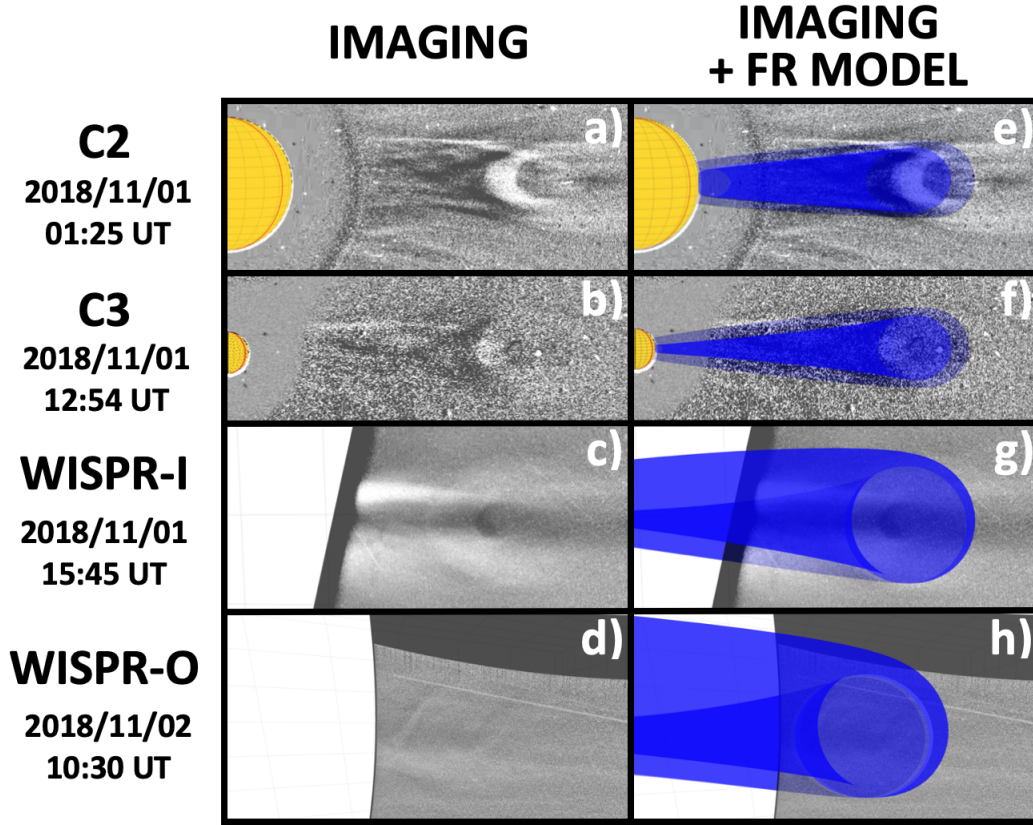 IMAGING
IMAGING
+ FR MODEL
C2
2018/11/01
01:25 UT
a)
e)
C3
2018/11/01
12:54 UT
b)
f)
WISPR-I
2018/11/01
15:45 UT
c)
g)
WISPR-O
2018/11/02
10:30 UT
d)
h)